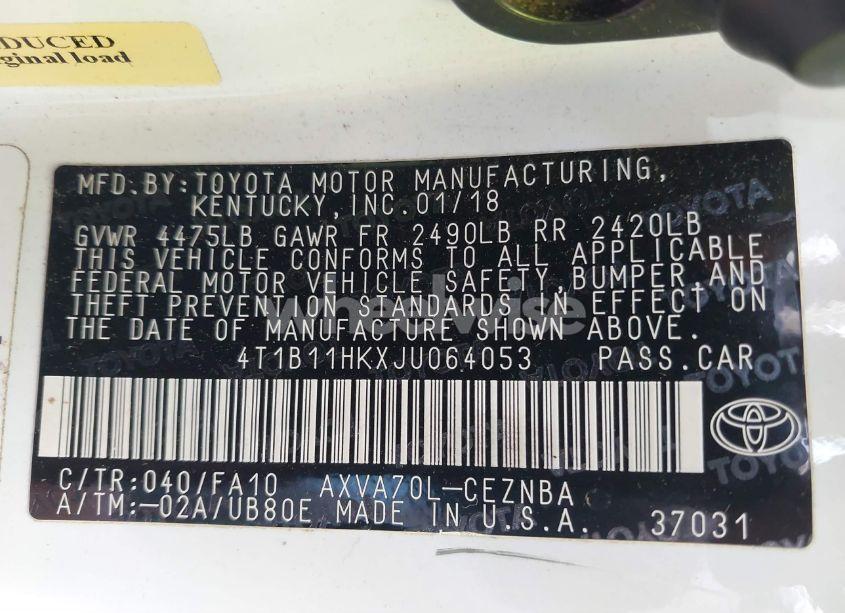 DUCED
ginal load
MFD. BY: TOYOTA MOTOR MANUFACTURING,
KENTUCKY, INC. 01/18
GVWR 4475LB GAWR FR 2490LB RR 2420LB
THIS VEHICLE CONFORMS TO ALL APPLICABLE
FEDERAL MOTOR VEHICLE SAFETY, BUMPER, AND
THEFT PREVENTION STANDARDS IN EFFECT ON
THE DATE OF MANUFACTURE SHOWN ABOVE.
wheelwise
4T1B11HKXJU064053 PASS. CAR
TOYOTA
C/TR: 040/FA10 AXVA70L-CEZNBA
A/TM:-02A/UB80E MADE IN U.S.A. 37031